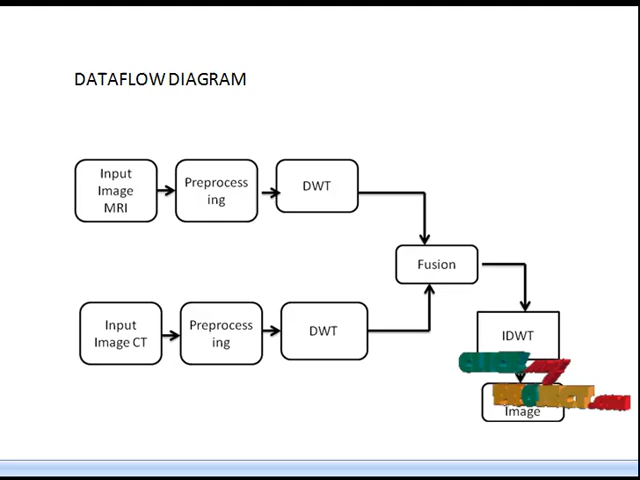 DATAFLOW DIAGRAM
Input
Image
MRI
Preprocess
ing
DWT
Fusion
Input
Image CT
Preprocess
ing
DWT
IDWT
Image